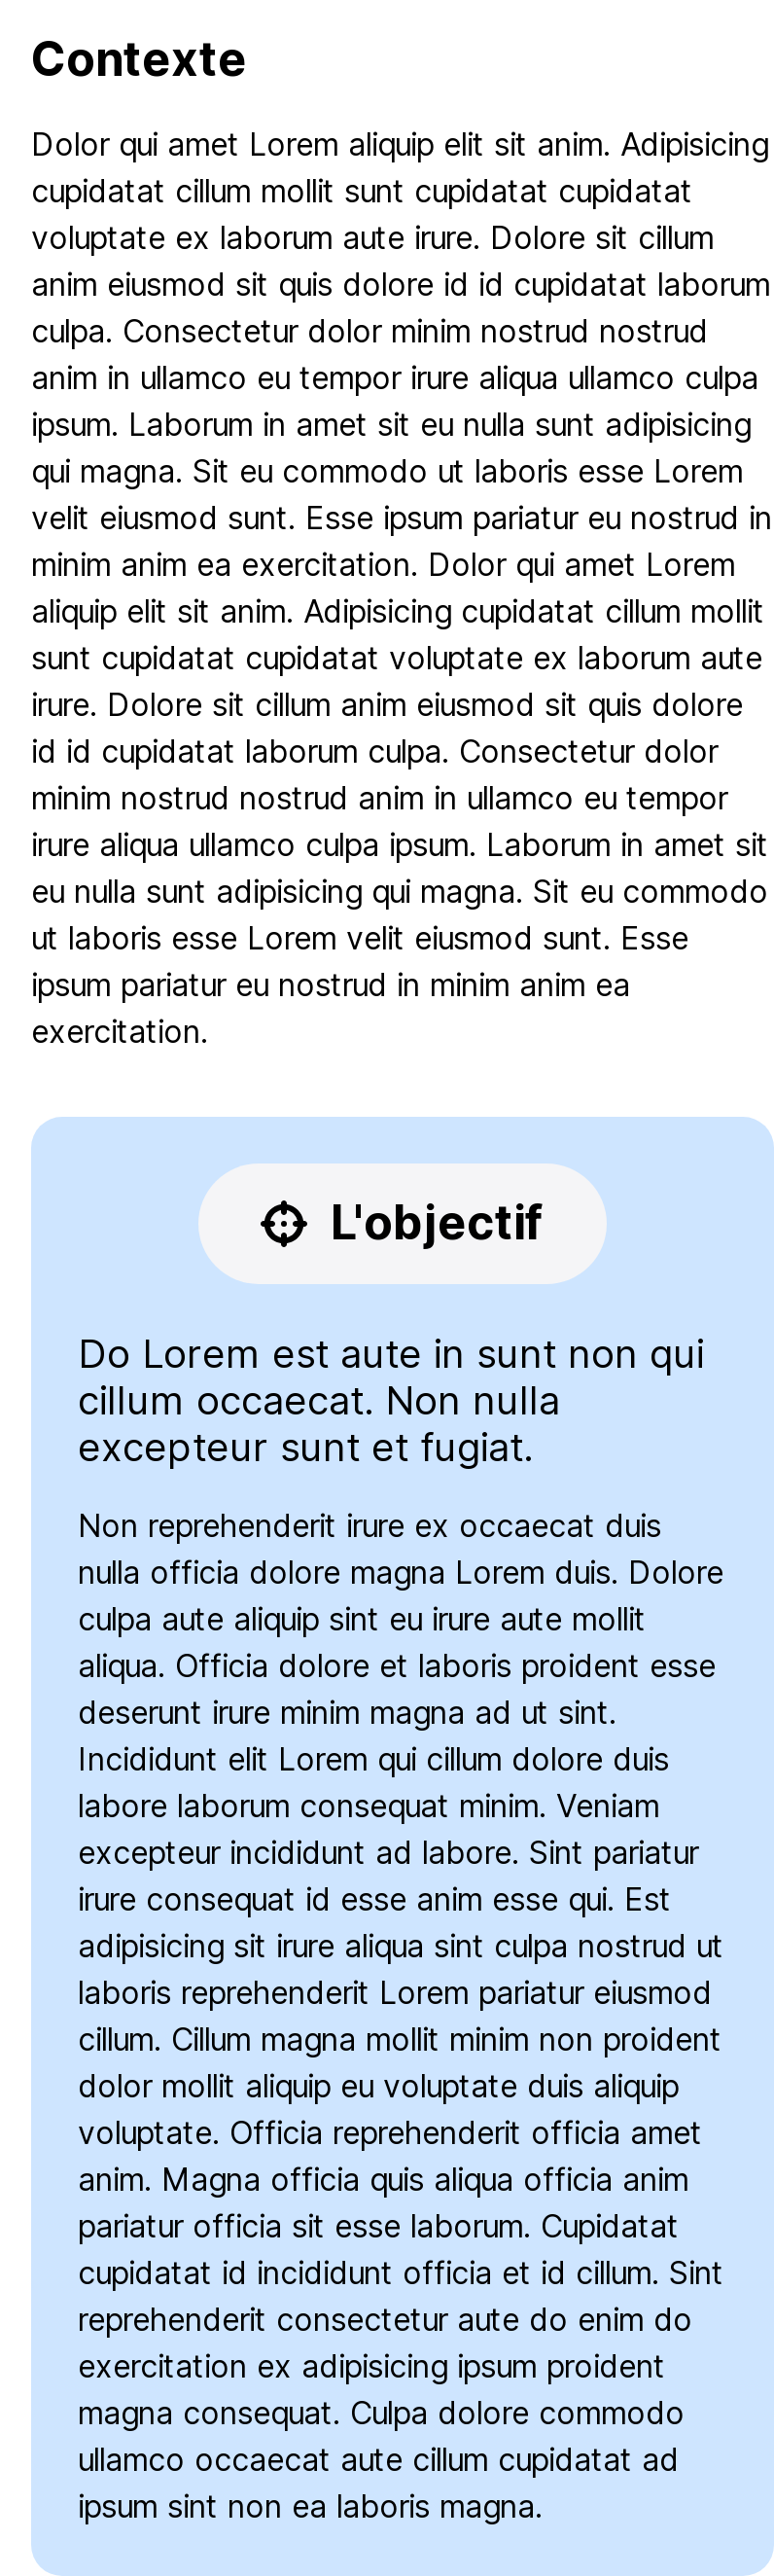 Contexte
Dolor qui amet Lorem aliquip elit sit anim. Adipisicing
cupidatat cillum mollit sunt cupidatat cupidatat
voluptate ex laborum aute irure. Dolore sit cillum
anim eiusmod sit quis dolore id id cupidatat laborum
culpa. Consectetur dolor minim nostrud nostrud
anim in ullamco eu tempor irure aliqua ullamco culpa
ipsum. Laborum in amet sit eu nulla sunt adipisicing
qui magna. Sit eu commodo ut laboris esse Lorem
velit eiusmod sunt. Esse ipsum pariatur eu nostrud in
minim anim ea exercitation. Dolor qui amet Lorem
aliquip elit sit anim. Adipisicing cupidatat cillum mollit
sunt cupidatat cupidatat voluptate ex laborum aute
irure. Dolore sit cillum anim eiusmod sit quis dolore
id id cupidatat laborum culpa. Consectetur dolor
minim nostrud nostrud anim in ullamco eu tempor
irure aliqua ullamco culpa ipsum. Laborum in amet sit
eu nulla sunt adipisicing qui magna. Sit eu commodo
ut laboris esse Lorem velit eiusmod sunt. Esse
ipsum pariatur eu nostrud in minim anim ea
exercitation.
L'objectif
Do Lorem est aute in sunt non qui
cillum occaecat. Non nulla
excepteur sunt et fugiat.
Non reprehenderit irure ex occaecat duis
nulla officia dolore magna Lorem duis. Dolore
culpa aute aliquip sint eu irure aute mollit
aliqua. Officia dolore et laboris proident esse
deserunt irure minim magna ad ut sint.
Incididunt elit Lorem qui cillum dolore duis
labore laborum consequat minim. Veniam
excepteur incididunt ad labore. Sint pariatur
irure consequat id esse anim esse qui. Est
adipisicing sit irure aliqua sint culpa nostrud ut
laboris reprehenderit Lorem pariatur eiusmod
cillum. Cillum magna mollit minim non proident
dolor mollit aliquip eu voluptate duis aliquip
voluptate. Officia reprehenderit officia amet
anim. Magna officia quis aliqua officia anim
pariatur officia sit esse laborum. Cupidatat
cupidatat id incididunt officia et id cillum. Sint
reprehenderit consectetur aute do enim do
exercitation ex adipisicing ipsum proident
magna consequat. Culpa dolore commodo
ullamco occaecat aute cillum cupidatat ad
ipsum sint non ea laboris magna.